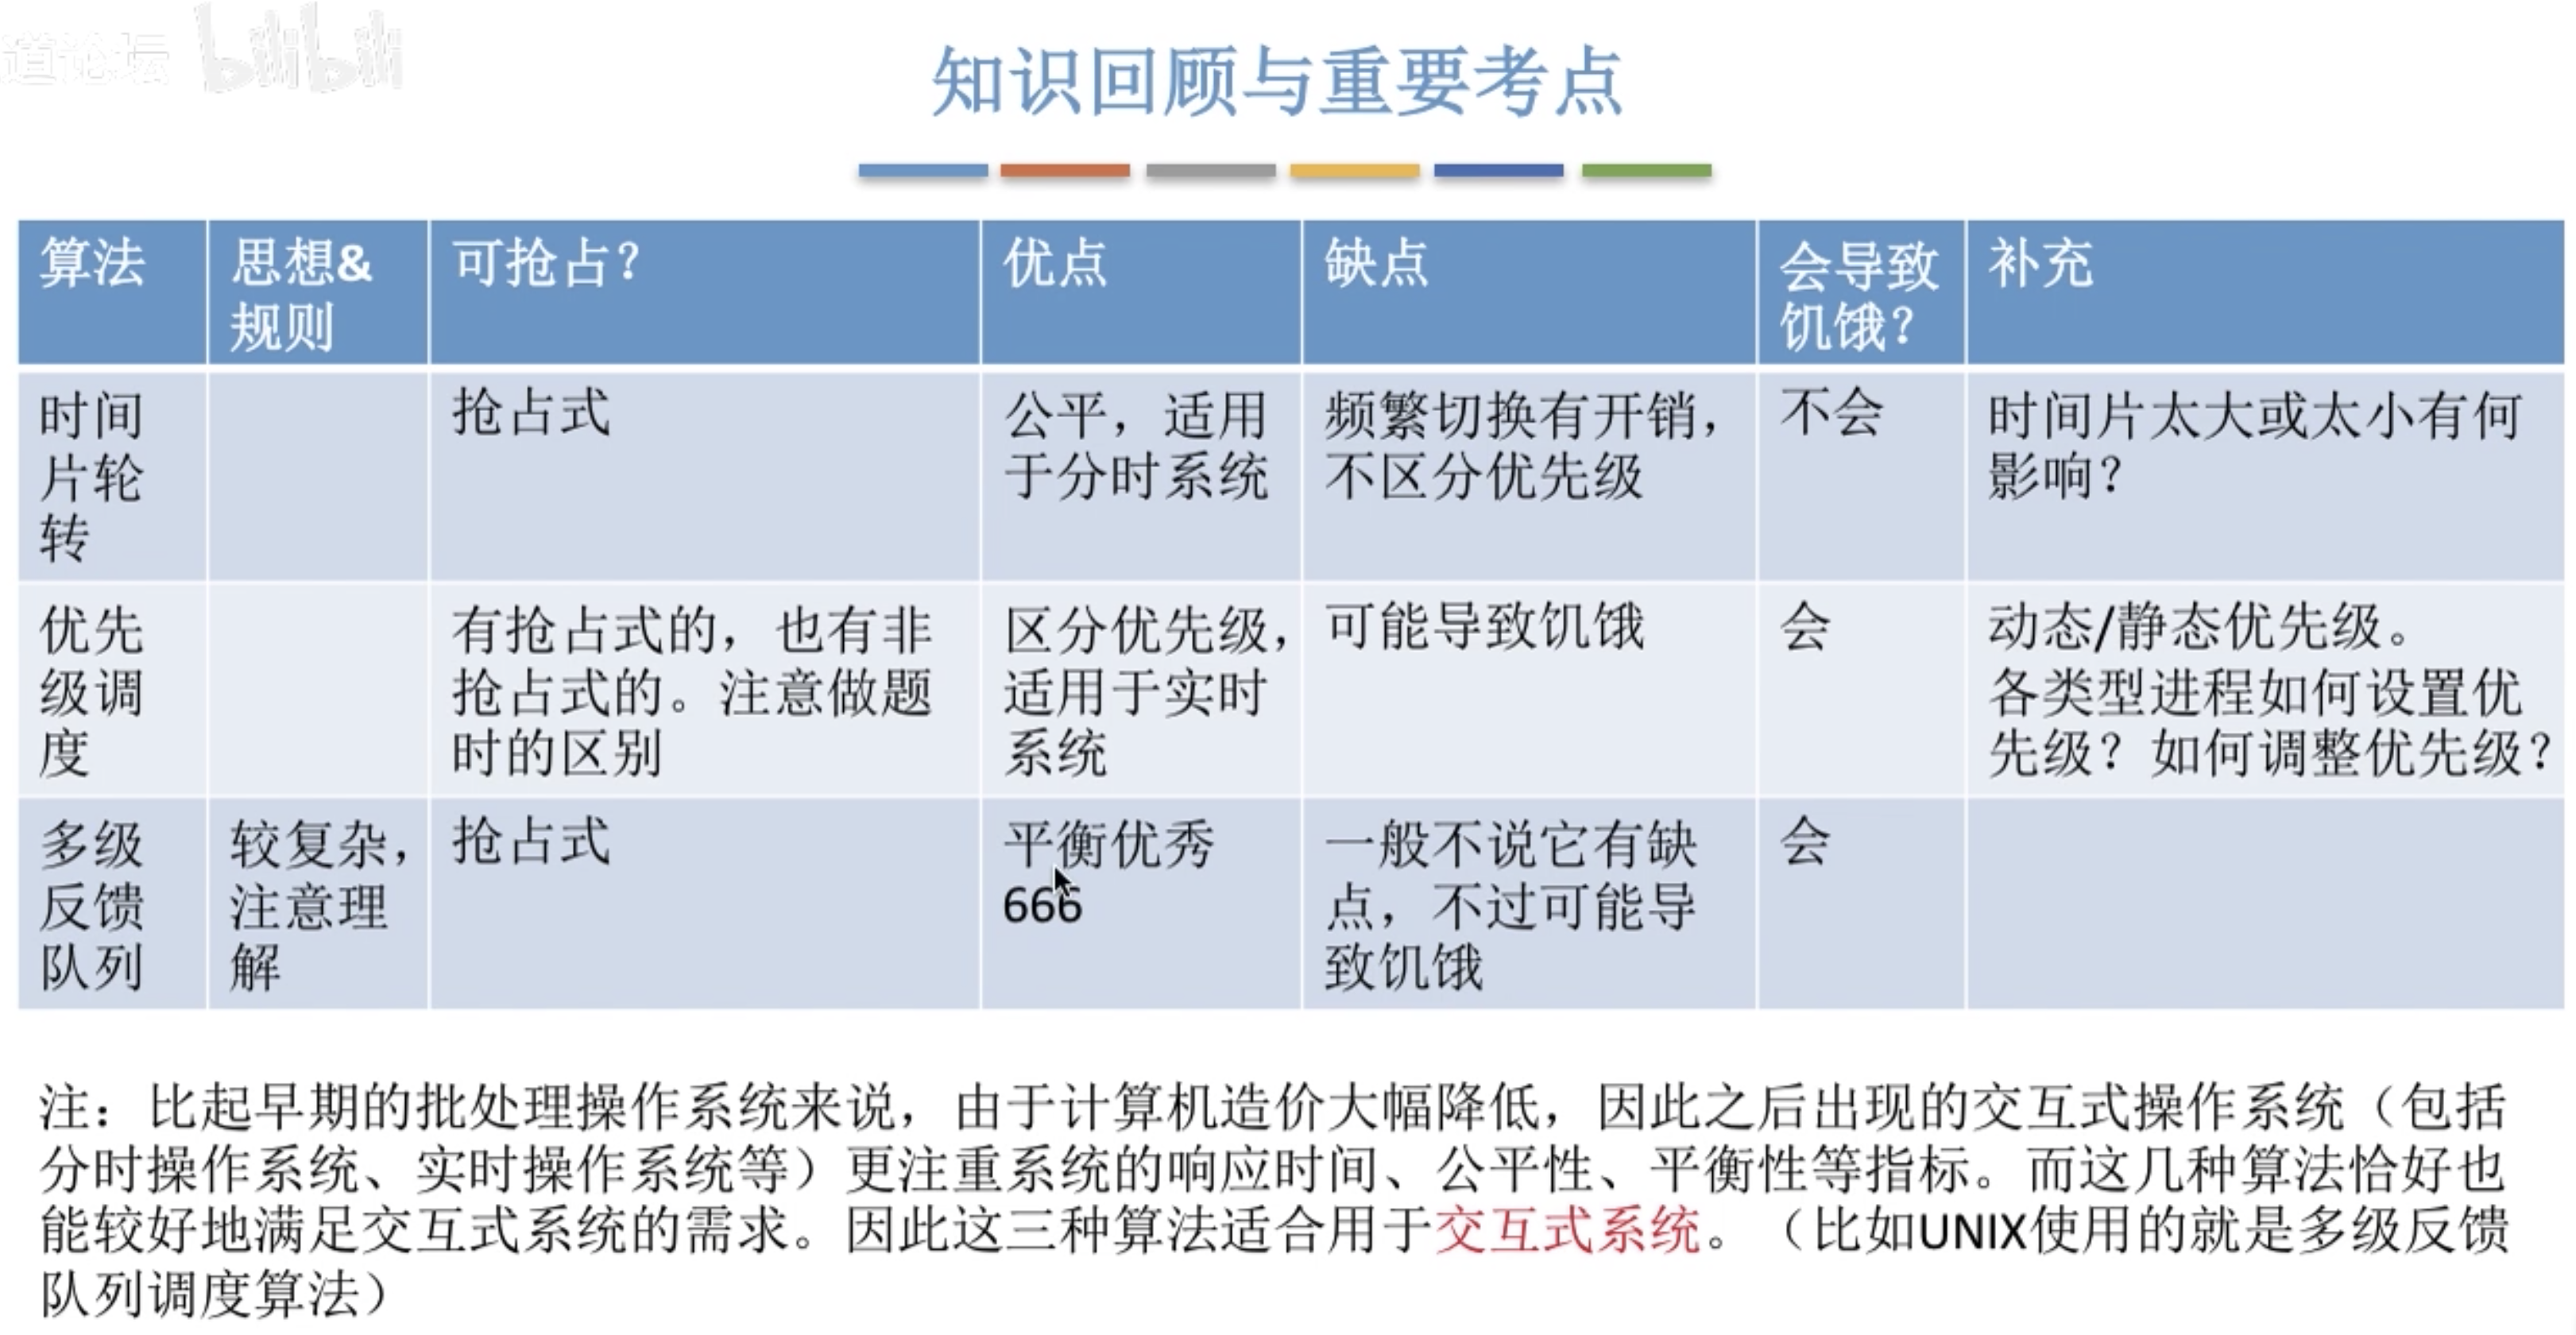 道论坛 bilibili
知识回顾与重要考点
算法
思想&
规则
可抢占？
优点
缺点
会导致
饥饿？
补充
时间
片轮
转
抢占式
公平，适用
于分时系统
频繁切换有开销，
不区分优先级
不会
时间片太大或太小有何
影响？
优先
级调
度
有抢占式的，也有非
抢占式的。注意做题
时的区别
区分优先级，
适用于实时
系统
可能导致饥饿
会
动态/静态优先级。
各类型进程如何设置优
先级？如何调整优先级？
多级
反馈
队列
较复杂，
注意理
解
抢占式
平衡优秀
666
一般不说它有缺
点，不过可能导
致饥饿
会
注：比起早期的批处理操作系统来说，由于计算机造价大幅降低，因此之后出现的交互式操作系统（包括
分时操作系统、实时操作系统等）更注重系统的响应时间、公平性、平衡性等指标。而这几种算法恰好也
能较好地满足交互式系统的需求。因此这三种算法适合用于交互式系统。（比如UNIX使用的就是多级反馈
队列调度算法）